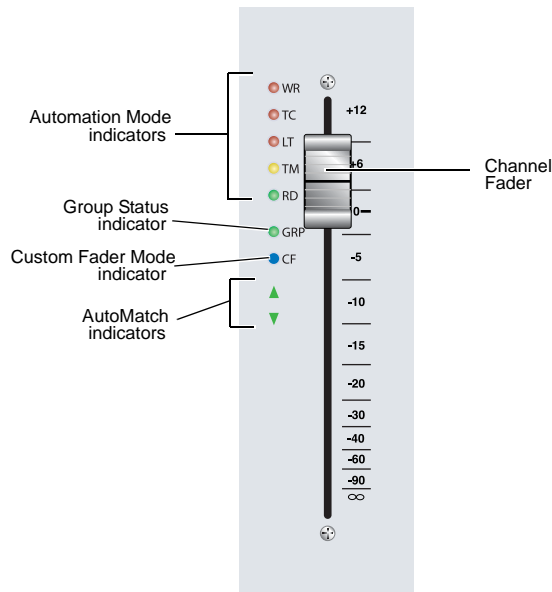 WR
TC
LT
TM
RD
GRP
CF
Automation Mode
indicators
Group Status
indicator
Custom Fader Mode
indicator
AutoMatch
indicators
Channel
Fader
+12
+6
0
-5
-10
-15
-20
-30
-40
-60
-90
∞